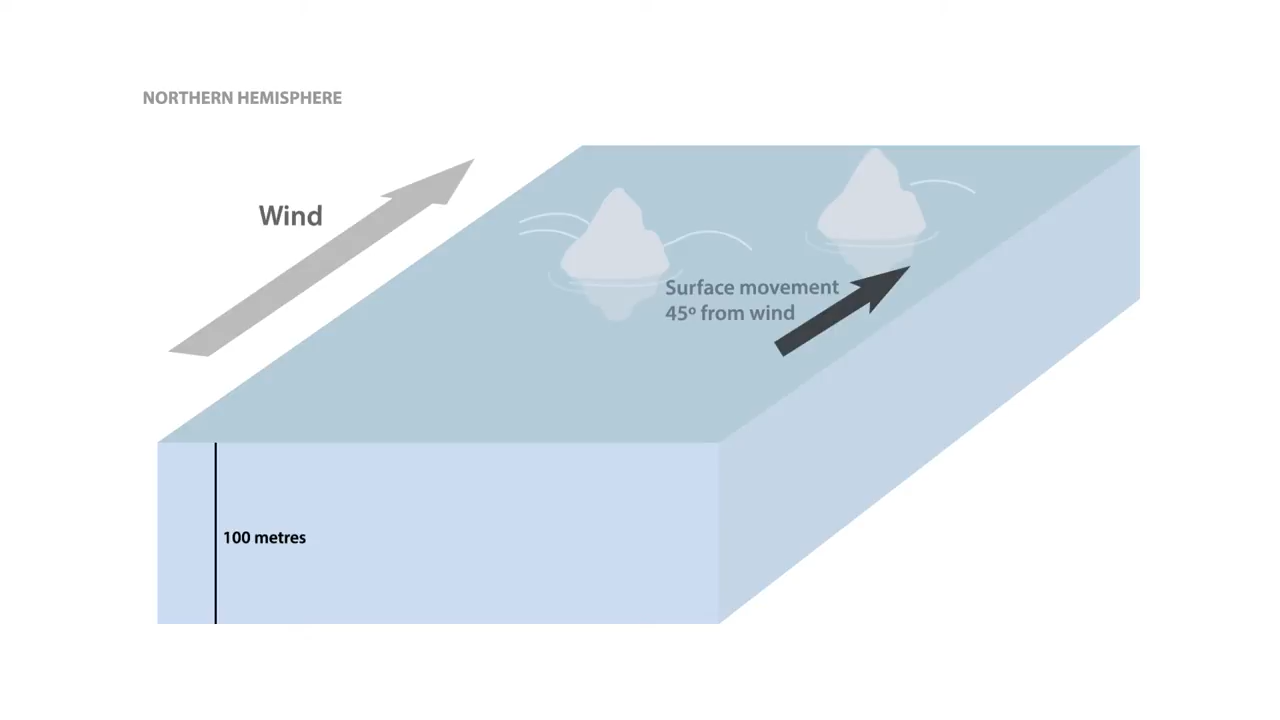 NORTHERN HEMISPHERE
Wind
Surface movement
45º from wind
100 metres